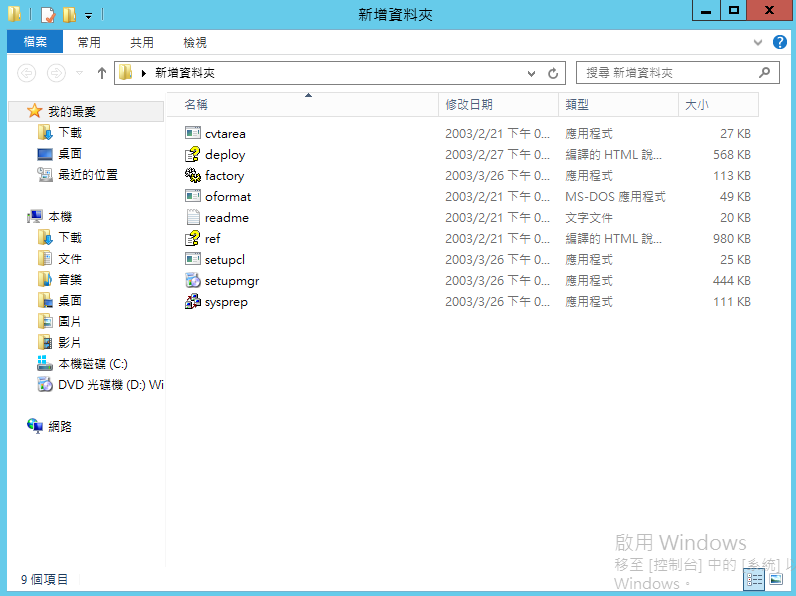 新增資料夾
檔案 常用 共用 檢視
新增資料夾 搜尋 新增資料夾
名稱 修改日期 類型 大小
我的最愛
下載
桌面
最近的位置
本機
下載
文件
音樂
桌面
圖片
影片
本機磁碟 (C:)
DVD 光碟機 (D:) Wi
網路
cvtarea 2003/2/21 下午 0... 應用程式 27 KB
deploy 2003/2/27 下午 0... 編譯的 HTML 說... 568 KB
factory 2003/3/26 下午 0... 應用程式 113 KB
oformat 2003/2/21 下午 0... MS-DOS 應用程式 49 KB
readme 2003/2/21 下午 0... 文字文件 20 KB
ref 2003/2/21 下午 0... 編譯的 HTML 說... 980 KB
setupcl 2003/3/26 下午 0... 應用程式 25 KB
setupmgr 2003/3/26 下午 0... 應用程式 444 KB
sysprep 2003/3/26 下午 0... 應用程式 111 KB
啟用 Windows
移至 [控制台] 中的 [系統] 以
Windows。
9 個項目